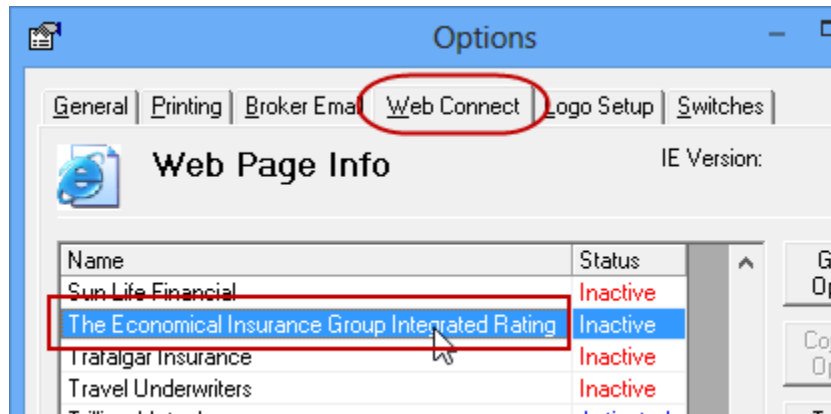 Options
General Printing Broker Email Web Connect Logo Setup Switches
Web Page Info
IE Version:
Name Status
Sun Life Financial Inactive
The Economical Insurance Group Integrated Rating Inactive
Trafalgar Insurance Inactive
Travel Underwriters Inactive